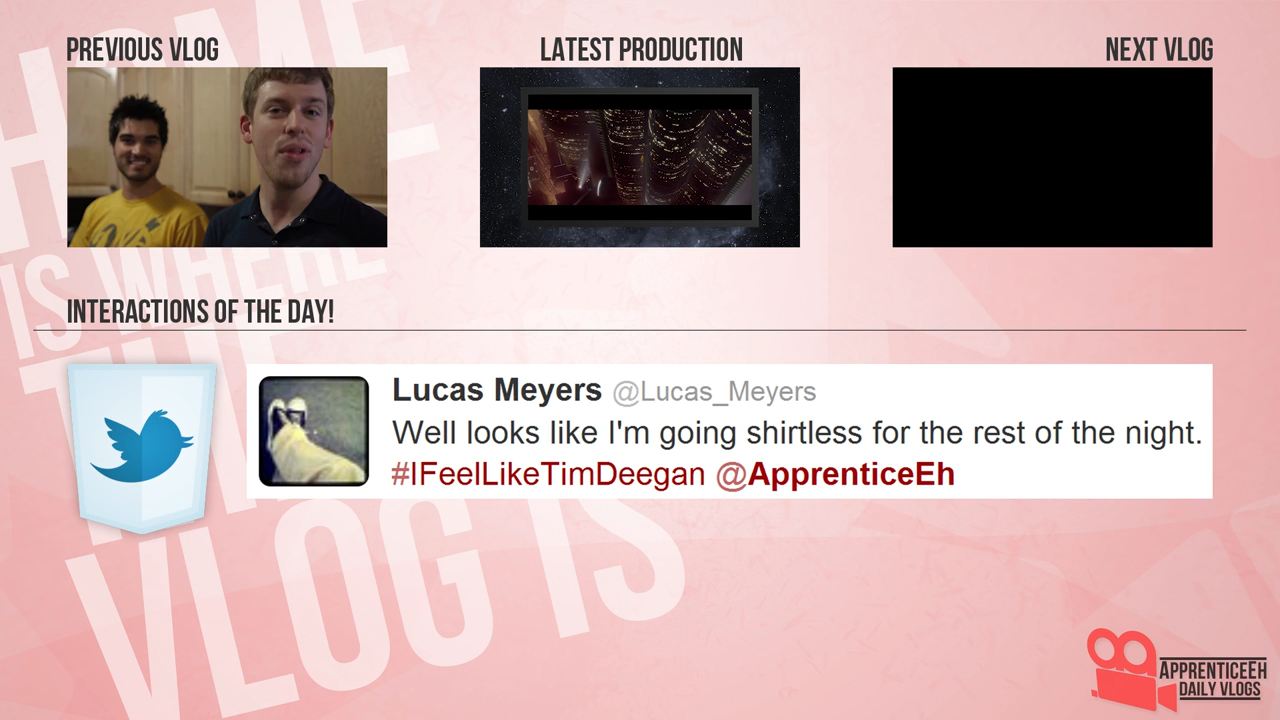 PREVIOUS VLOG
LATEST PRODUCTION
NEXT VLOG
HOME
IS WHERE
THE
VLOG IS
INTERACTIONS OF THE DAY!
Lucas Meyers @Lucas_Meyers
Well looks like I'm going shirtless for the rest of the night.
#IFeelLikeTimDeegan @ApprenticeEh
APPRENTICEEH
DAILY VLOGS